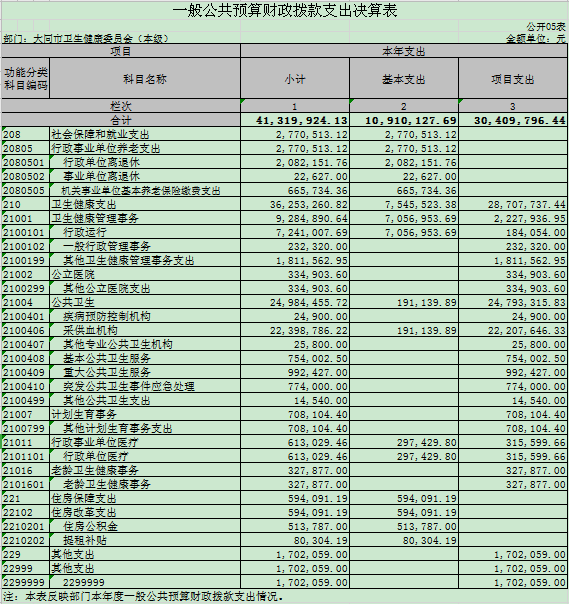 一般公共预算财政拨款支出决算表
公开05表
部门：大同市卫生健康委员会（本级） 金额单位：元
项目 本年支出
功能分类科目编码 科目名称 小计 基本支出 项目支出
栏次 1 2 3
合计 41,319,924.13 10,910,127.69 30,409,796.44
208 社会保障和就业支出 2,770,513.12 2,770,513.12
20805 行政事业单位养老支出 2,770,513.12 2,770,513.12
2080501 行政单位离退休 2,082,151.76 2,082,151.76
2080502 事业单位离退休 22,627.00 22,627.00
2080505 机关事业单位基本养老保险缴费支出 665,734.36 665,734.36
210 卫生健康支出 36,253,260.82 7,545,523.38 28,707,737.44
21001 卫生健康管理事务 9,284,890.64 7,056,953.69 2,227,936.95
2100101 行政运行 7,241,007.69 7,056,953.69 184,054.00
2100102 一般行政管理事务 232,320.00 232,320.00
2100199 其他卫生健康管理事务支出 1,811,562.95 1,811,562.95
21002 公立医院 334,903.60 334,903.60
2100299 其他公立医院支出 334,903.60 334,903.60
21004 公共卫生 24,984,455.72 191,139.89 24,793,315.83
2100401 疾病预防控制机构 24,900.00 24,900.00
2100406 采供血机构 22,398,786.22 191,139.89 22,207,646.33
2100407 其他专业公共卫生机构 25,800.00 25,800.00
2100408 基本公共卫生服务 754,002.50 754,002.50
2100409 重大公共卫生服务 992,427.00 992,427.00
2100410 突发公共卫生事件应急处理 774,000.00 774,000.00
2100499 其他公共卫生支出 14,540.00 14,540.00
21007 计划生育事务 708,104.40 708,104.40
2100799 其他计划生育事务支出 708,104.40 708,104.40
21011 行政事业单位医疗 613,029.46 297,429.80 315,599.66
2101101 行政单位医疗 613,029.46 297,429.80 315,599.66
21016 老龄卫生健康事务 327,877.00 327,877.00
2101601 老龄卫生健康事务 327,877.00 327,877.00
221 住房保障支出 594,091.19 594,091.19
22102 住房改革支出 594,091.19 594,091.19
2210201 住房公积金 513,787.00 513,787.00
2210202 提租补贴 80,304.19 80,304.19
229 其他支出 1,702,059.00 1,702,059.00
22999 其他支出 1,702,059.00 1,702,059.00
2299999 2299999 1,702,059.00 1,702,059.00
注：本表反映部门本年度一般公共预算财政拨款支出情况。